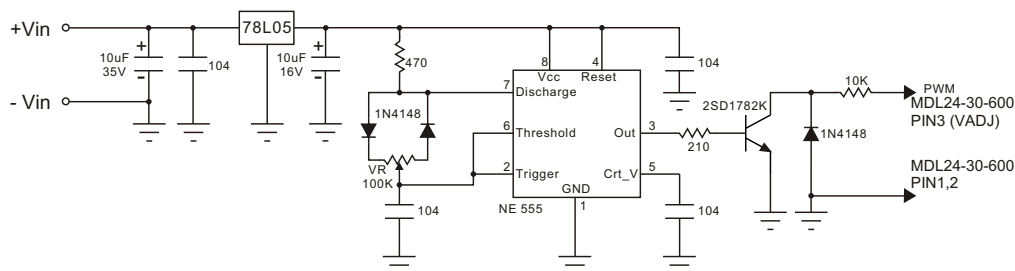 +Vin
78L05
10uF
35V
104
10uF
16V
470
104
- Vin
8
4
Vcc
Reset
7
Discharge
1N4148
6
Threshold
Out
3
2
Trigger
Crt_V
5
VR
100K
GND
1
NE 555
104
104
210
2SD1782K
10K
1N4148
PWM
MDL24-30-600
PIN3 (VADJ)
MDL24-30-600
PIN1,2